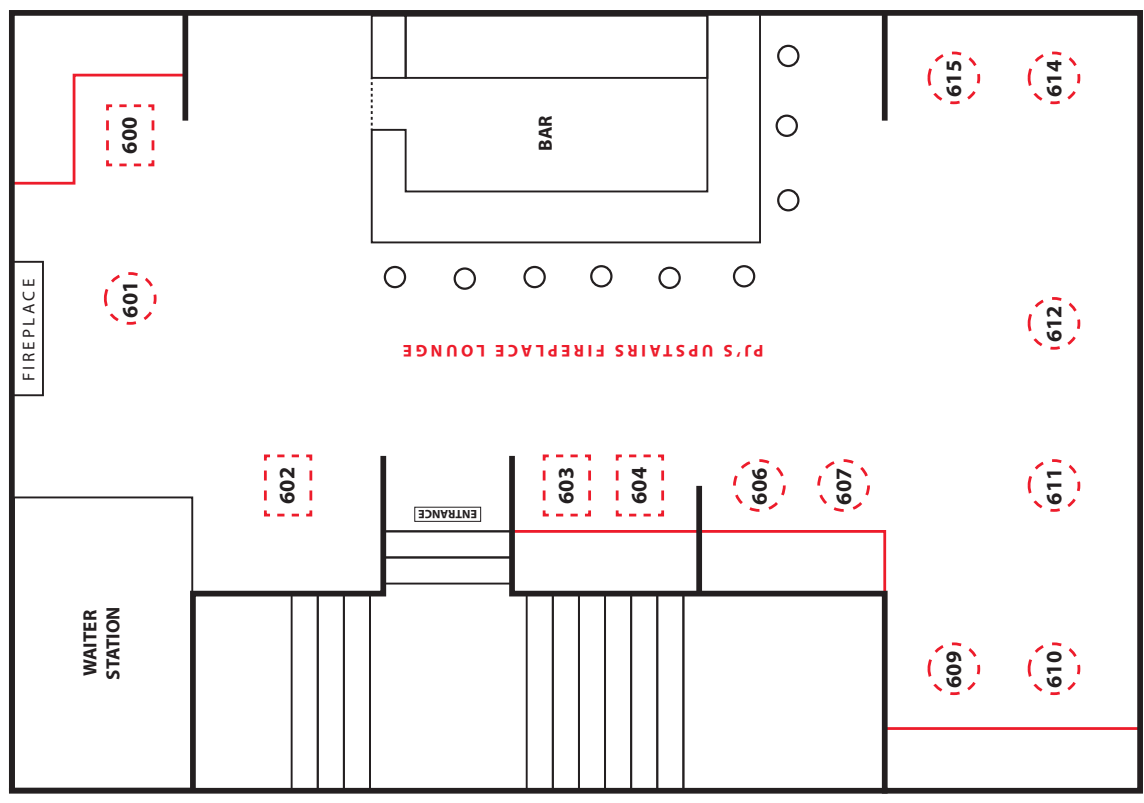 615
614
600
BAR
601
FIREPLACE
612
PJ'S UPSTAIRS FIREPLACE LOUNGE
602
603
604
606
607
611
ENTRANCE
WAITER
STATION
609
610